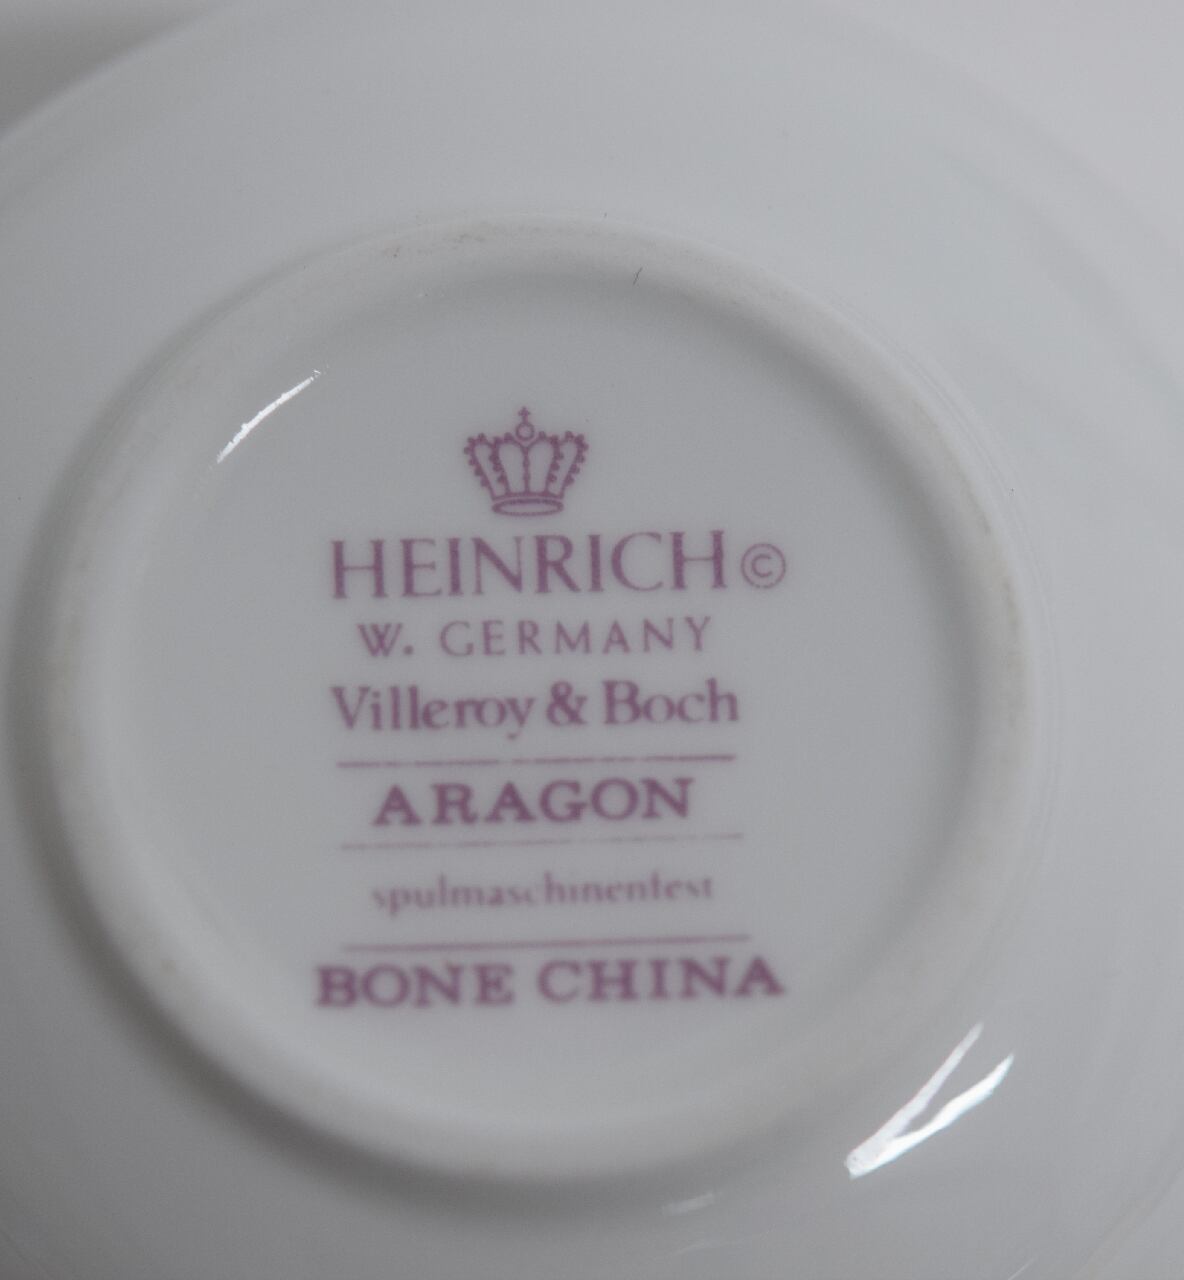 HEINRICH ©
W. GERMANY
Villeroy & Boch
ARAGON
spulmaschinenfest
BONE CHINA